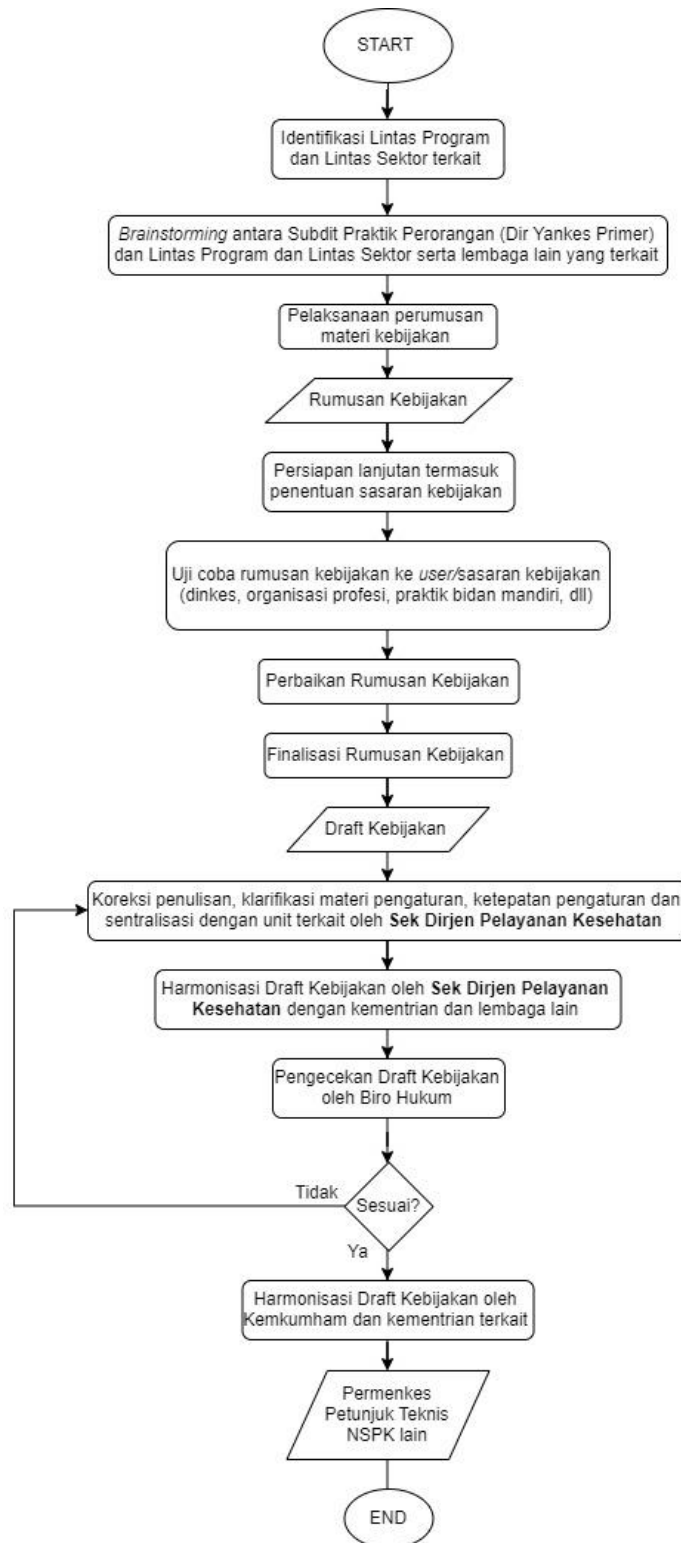 START
Identifikasi Lintas Program
dan Lintas Sektor terkait
Brainstorming antara Subdit Praktik Perorangan (Dir Yankes Primer)
dan Lintas Program dan Lintas Sektor serta lembaga lain yang terkait
Pelaksanaan perumusan
materi kebijakan
Rumusan Kebijakan
Persiapan lanjutan termasuk
penentuan sasaran kebijakan
Uji coba rumusan kebijakan ke user/sasaran kebijakan
(dinkes, organisasi profesi, praktik bidan mandiri, dll)
Perbaikan Rumusan Kebijakan
Finalisasi Rumusan Kebijakan
Draft Kebijakan
Koreksi penulisan, klarifikasi materi pengaturan, ketepatan pengaturan dan
sentralisasi dengan unit terkait oleh Sek Dirjen Pelayanan Kesehatan
Harmonisasi Draft Kebijakan oleh Sek Dirjen Pelayanan
Kesehatan dengan kementrian dan lembaga lain
Pengecekan Draft Kebijakan
oleh Biro Hukum
Tidak
Sesuai?
Ya
Harmonisasi Draft Kebijakan oleh
Kemkumham dan kementrian terkait
Permenkes
Petunjuk Teknis
NSPK lain
END